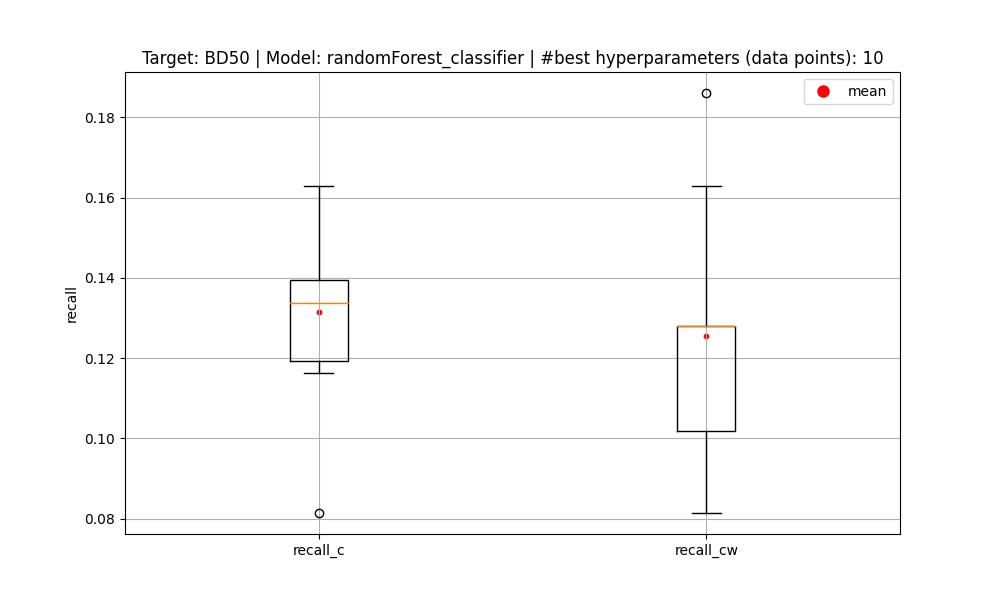 Target: BD50 | Model: randomForest_classifier | #best hyperparameters (data points): 10
mean
0.18
0.16
0.14
0.12
0.10
0.08
recall
recall_c
recall_cw